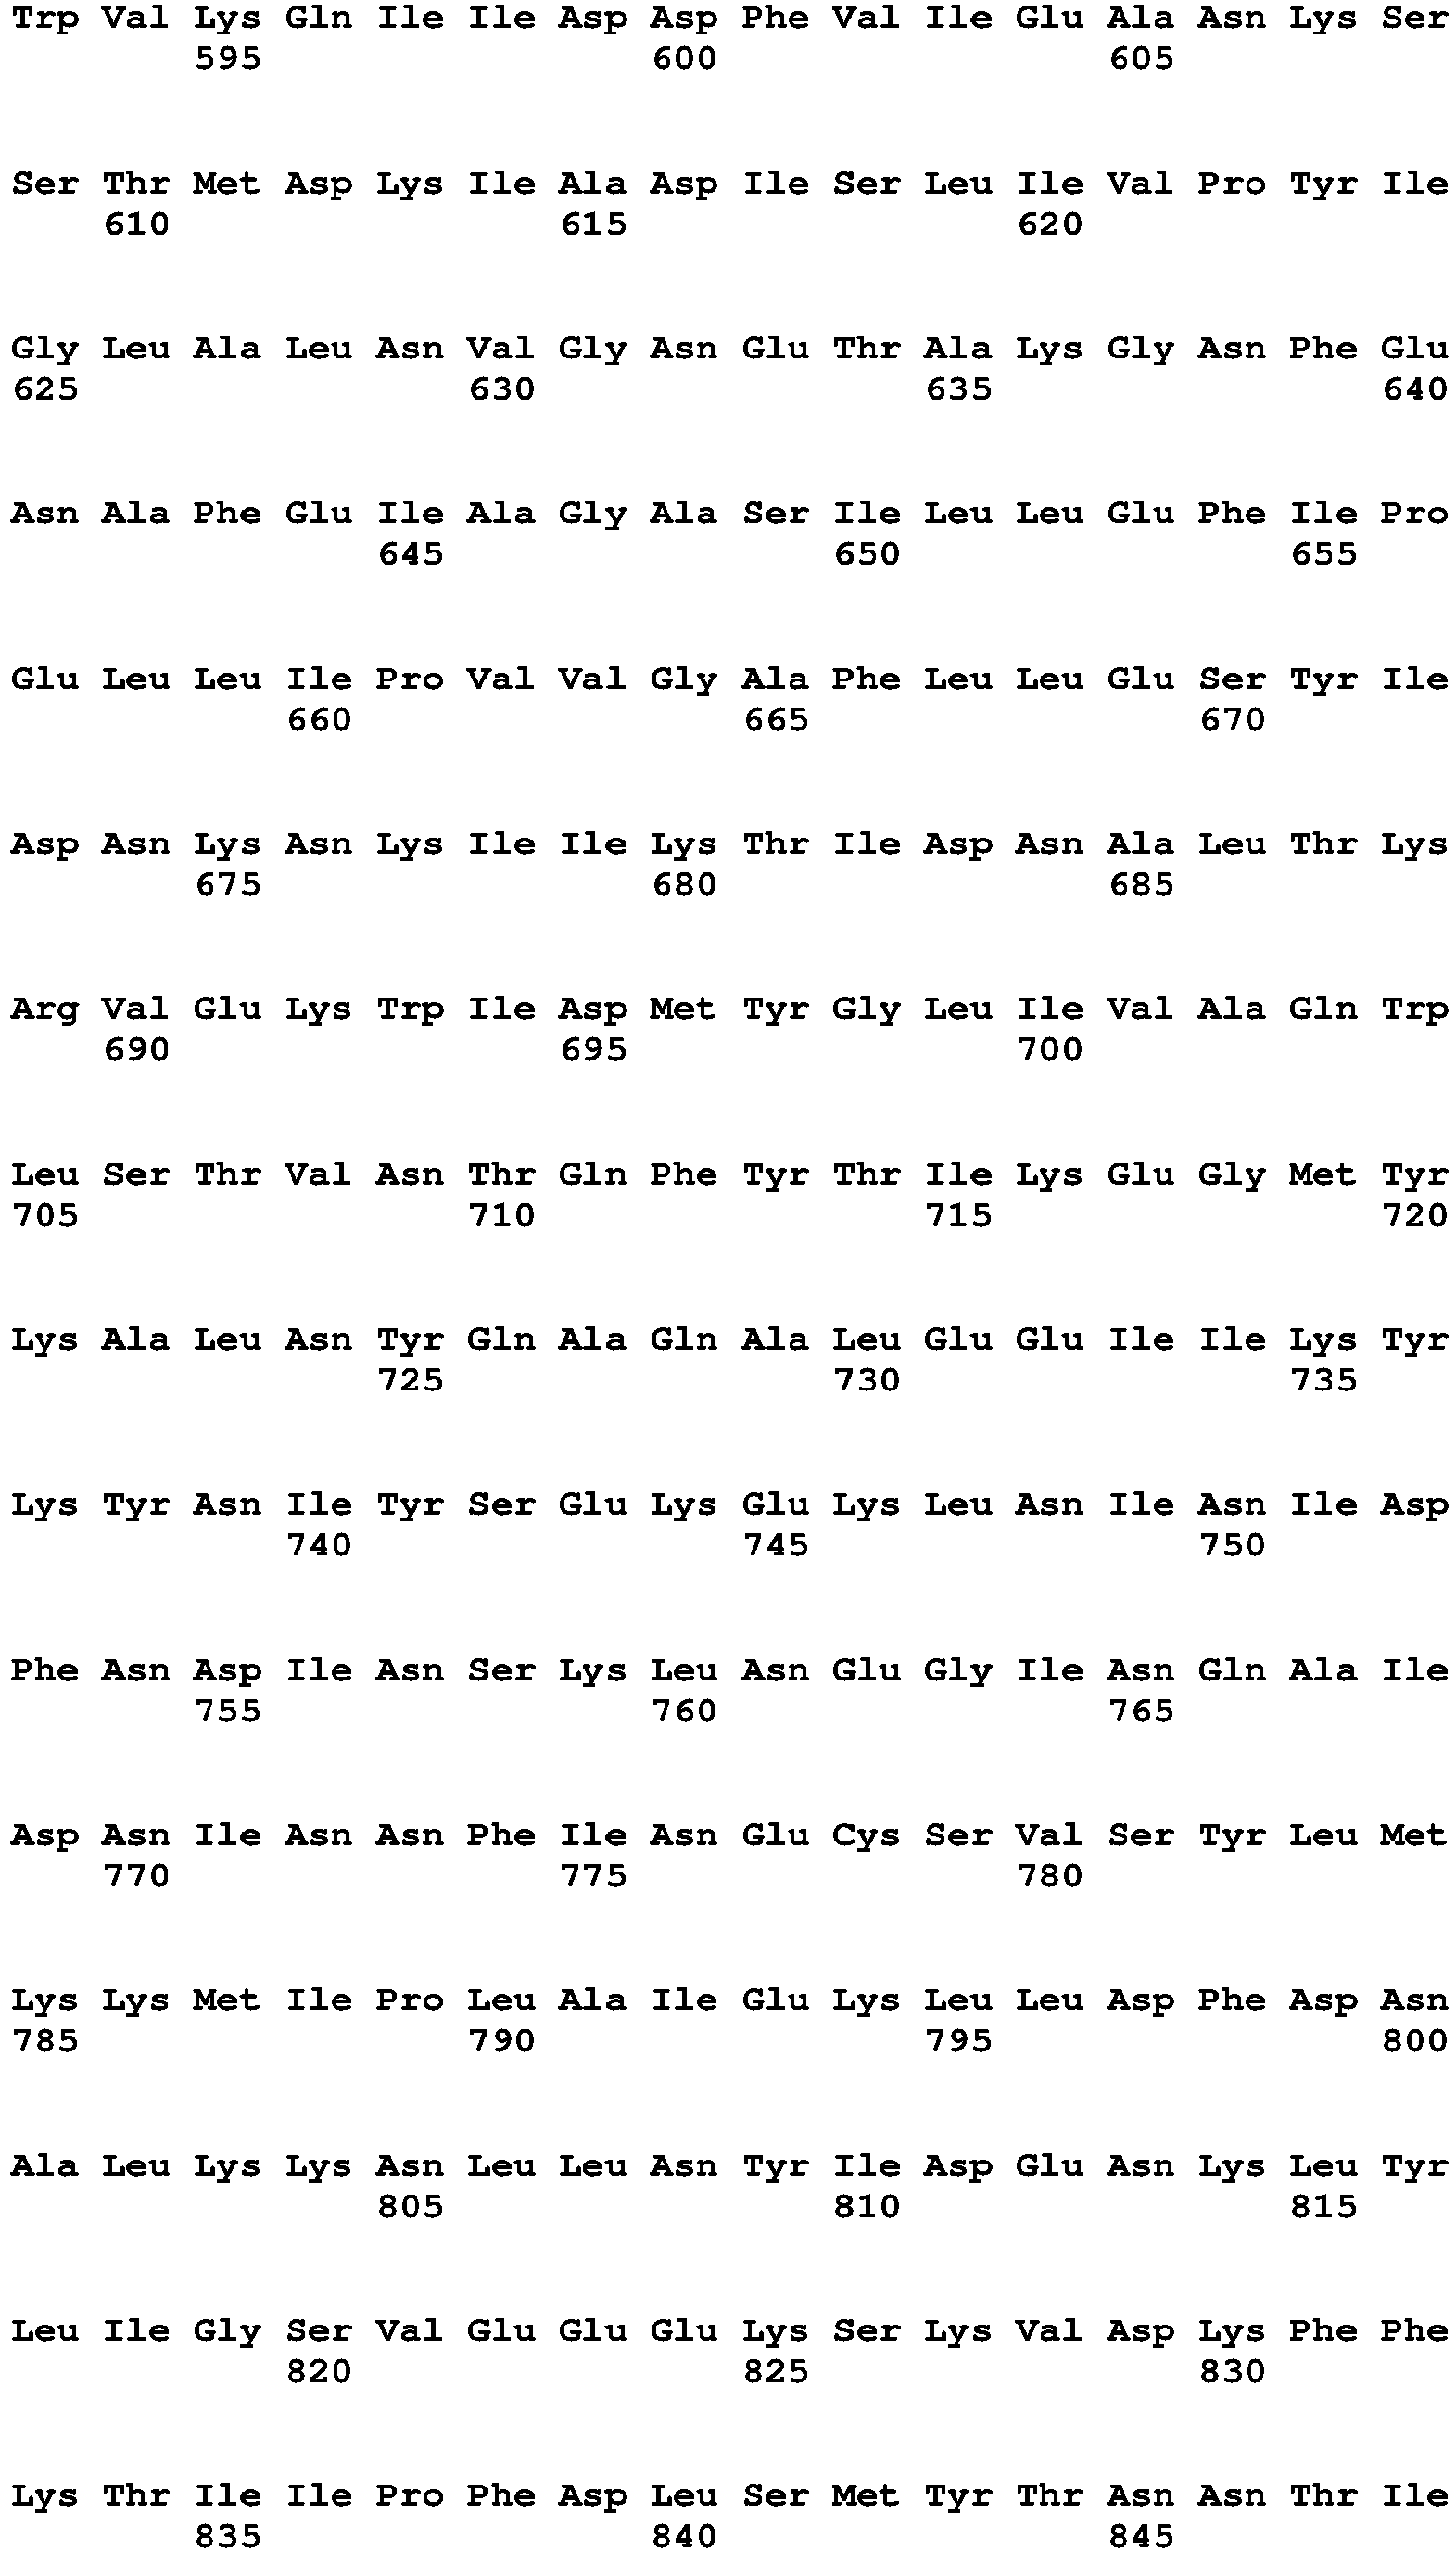 Trp Val Lys Gln Ile Ile Asp Asp Phe Val Ile Glu Ala Asn Lys Ser
595 600 605
Ser Thr Met Asp Lys Ile Ala Asp Ile Ser Leu Ile Val Pro Tyr Ile
610 615 620
Gly Leu Ala Leu Asn Val Gly Asn Glu Thr Ala Lys Gly Asn Phe Glu
625 630 635 640
Asn Ala Phe Glu Ile Ala Gly Ala Ser Ile Leu Leu Glu Phe Ile Pro
645 650 655
Glu Leu Leu Ile Pro Val Val Gly Ala Phe Leu Leu Glu Ser Tyr Ile
660 665 670
Asp Asn Lys Asn Lys Ile Ile Lys Thr Ile Asp Asn Ala Leu Thr Lys
675 680 685
Arg Val Glu Lys Trp Ile Asp Met Tyr Gly Leu Ile Val Ala Gln Trp
690 695 700
Leu Ser Thr Val Asn Thr Gln Phe Tyr Thr Ile Lys Glu Gly Met Tyr
705 710 715 720
Lys Ala Leu Asn Tyr Gln Ala Gln Ala Leu Glu Glu Ile Ile Lys Tyr
725 730 735
Lys Tyr Asn Ile Tyr Ser Glu Lys Glu Lys Leu Asn Ile Asn Ile Asp
740 745 750
Phe Asn Asp Ile Asn Ser Lys Leu Asn Glu Gly Ile Asn Gln Ala Ile
755 760 765
Asp Asn Ile Asn Asn Phe Ile Asn Glu Cys Ser Val Ser Tyr Leu Met
770 775 780
Lys Lys Met Ile Pro Leu Ala Ile Glu Lys Leu Leu Asp Phe Asp Asn
785 790 795 800
Ala Leu Lys Lys Asn Leu Leu Asn Tyr Ile Asp Glu Asn Lys Leu Tyr
805 810 815
Leu Ile Gly Ser Val Glu Glu Glu Lys Ser Lys Val Asp Lys Phe Phe
820 825 830
Lys Thr Ile Ile Pro Phe Asp Leu Ser Met Tyr Thr Asn Asn Thr Ile
835 840 845